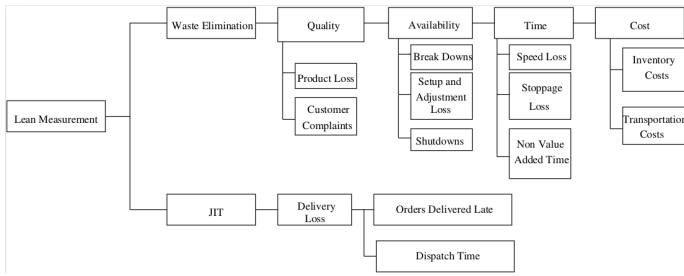 Waste Elimination
Quality
Availability
Time
Cost
Product Loss
Customer
Complaints
Break Downs
Setup and
Adjustment
Loss
Shutdowns
Speed Loss
Stoppage
Loss
Non Value
Added Time
Inventory
Costs
Transportation
Costs
Lean Measurement
JIT
Delivery
Loss
Orders Delivered Late
Dispatch Time